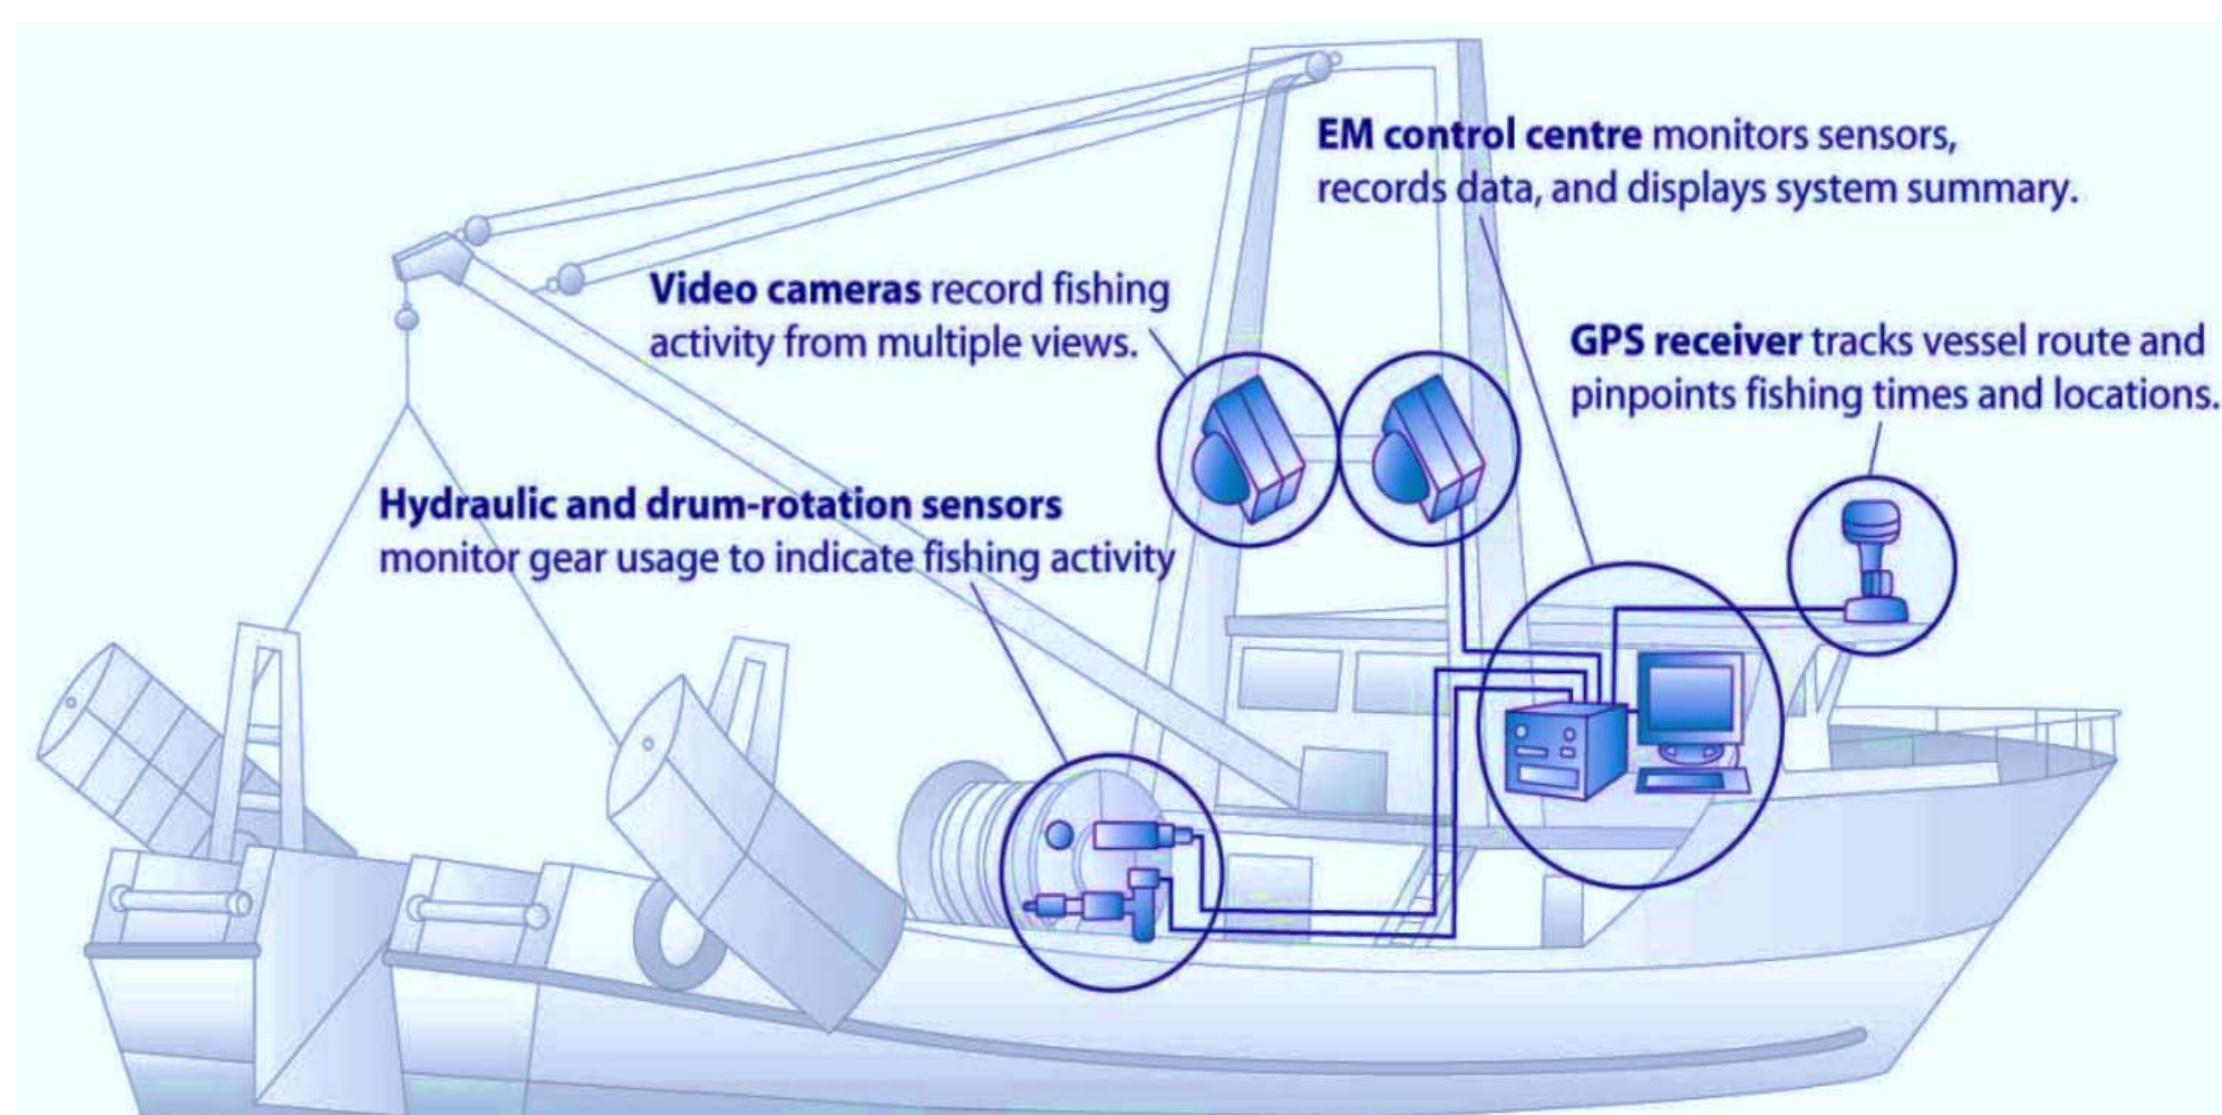 EM control centre monitors sensors,
records data, and displays system summary.
Video cameras record fishing
activity from multiple views.
GPS receiver tracks vessel route and
pinpoints fishing times and locations.
Hydraulic and drum-rotation sensors
monitor gear usage to indicate fishing activity